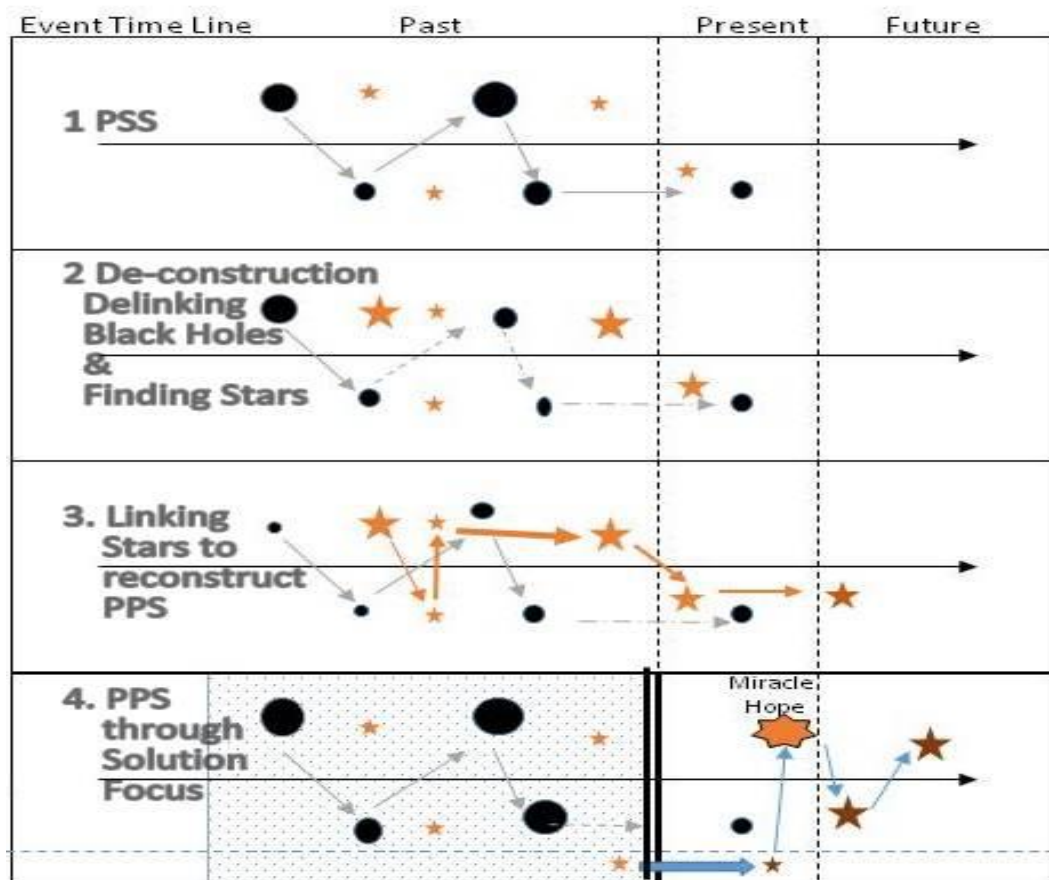 Event Time Line Past Present Future
1 PSS
2 De-construction
Delinking
Black Holes
&
Finding Stars
3. Linking
Stars to
reconstruct
PPS
4. PPS
through
Solution
Focus
Miracle
Hope